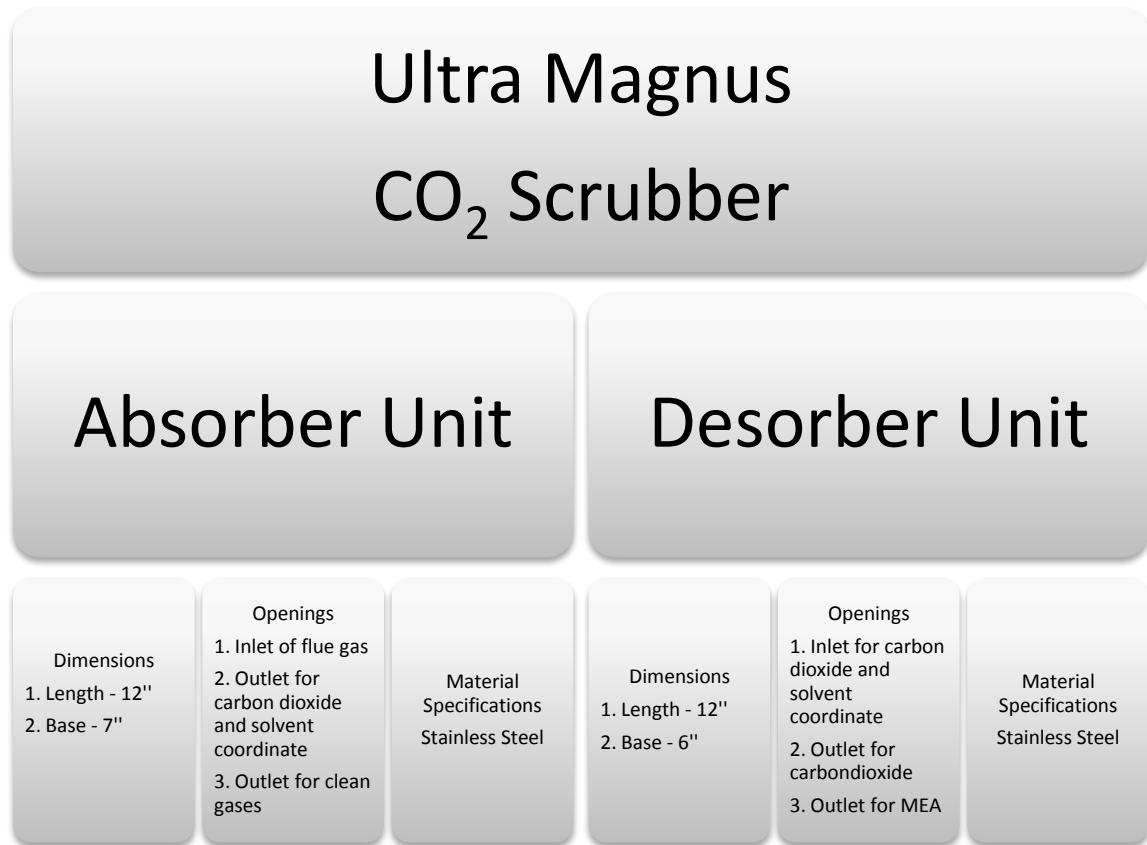 Ultra Magnus
CO₂ Scrubber
Absorber Unit
Desorber Unit
Dimensions
1. Length - 12''
2. Base - 7''
Openings
1. Inlet of flue gas
2. Outlet for
carbon dioxide
and solvent
coordinate
3. Outlet for clean
gases
Material
Specifications
Stainless Steel
Dimensions
1. Length - 12''
2. Base - 6''
Openings
1. Inlet for carbon
dioxide and
solvent
coordinate
2. Outlet for
carbondioxide
3. Outlet for MEA
Material
Specifications
Stainless Steel